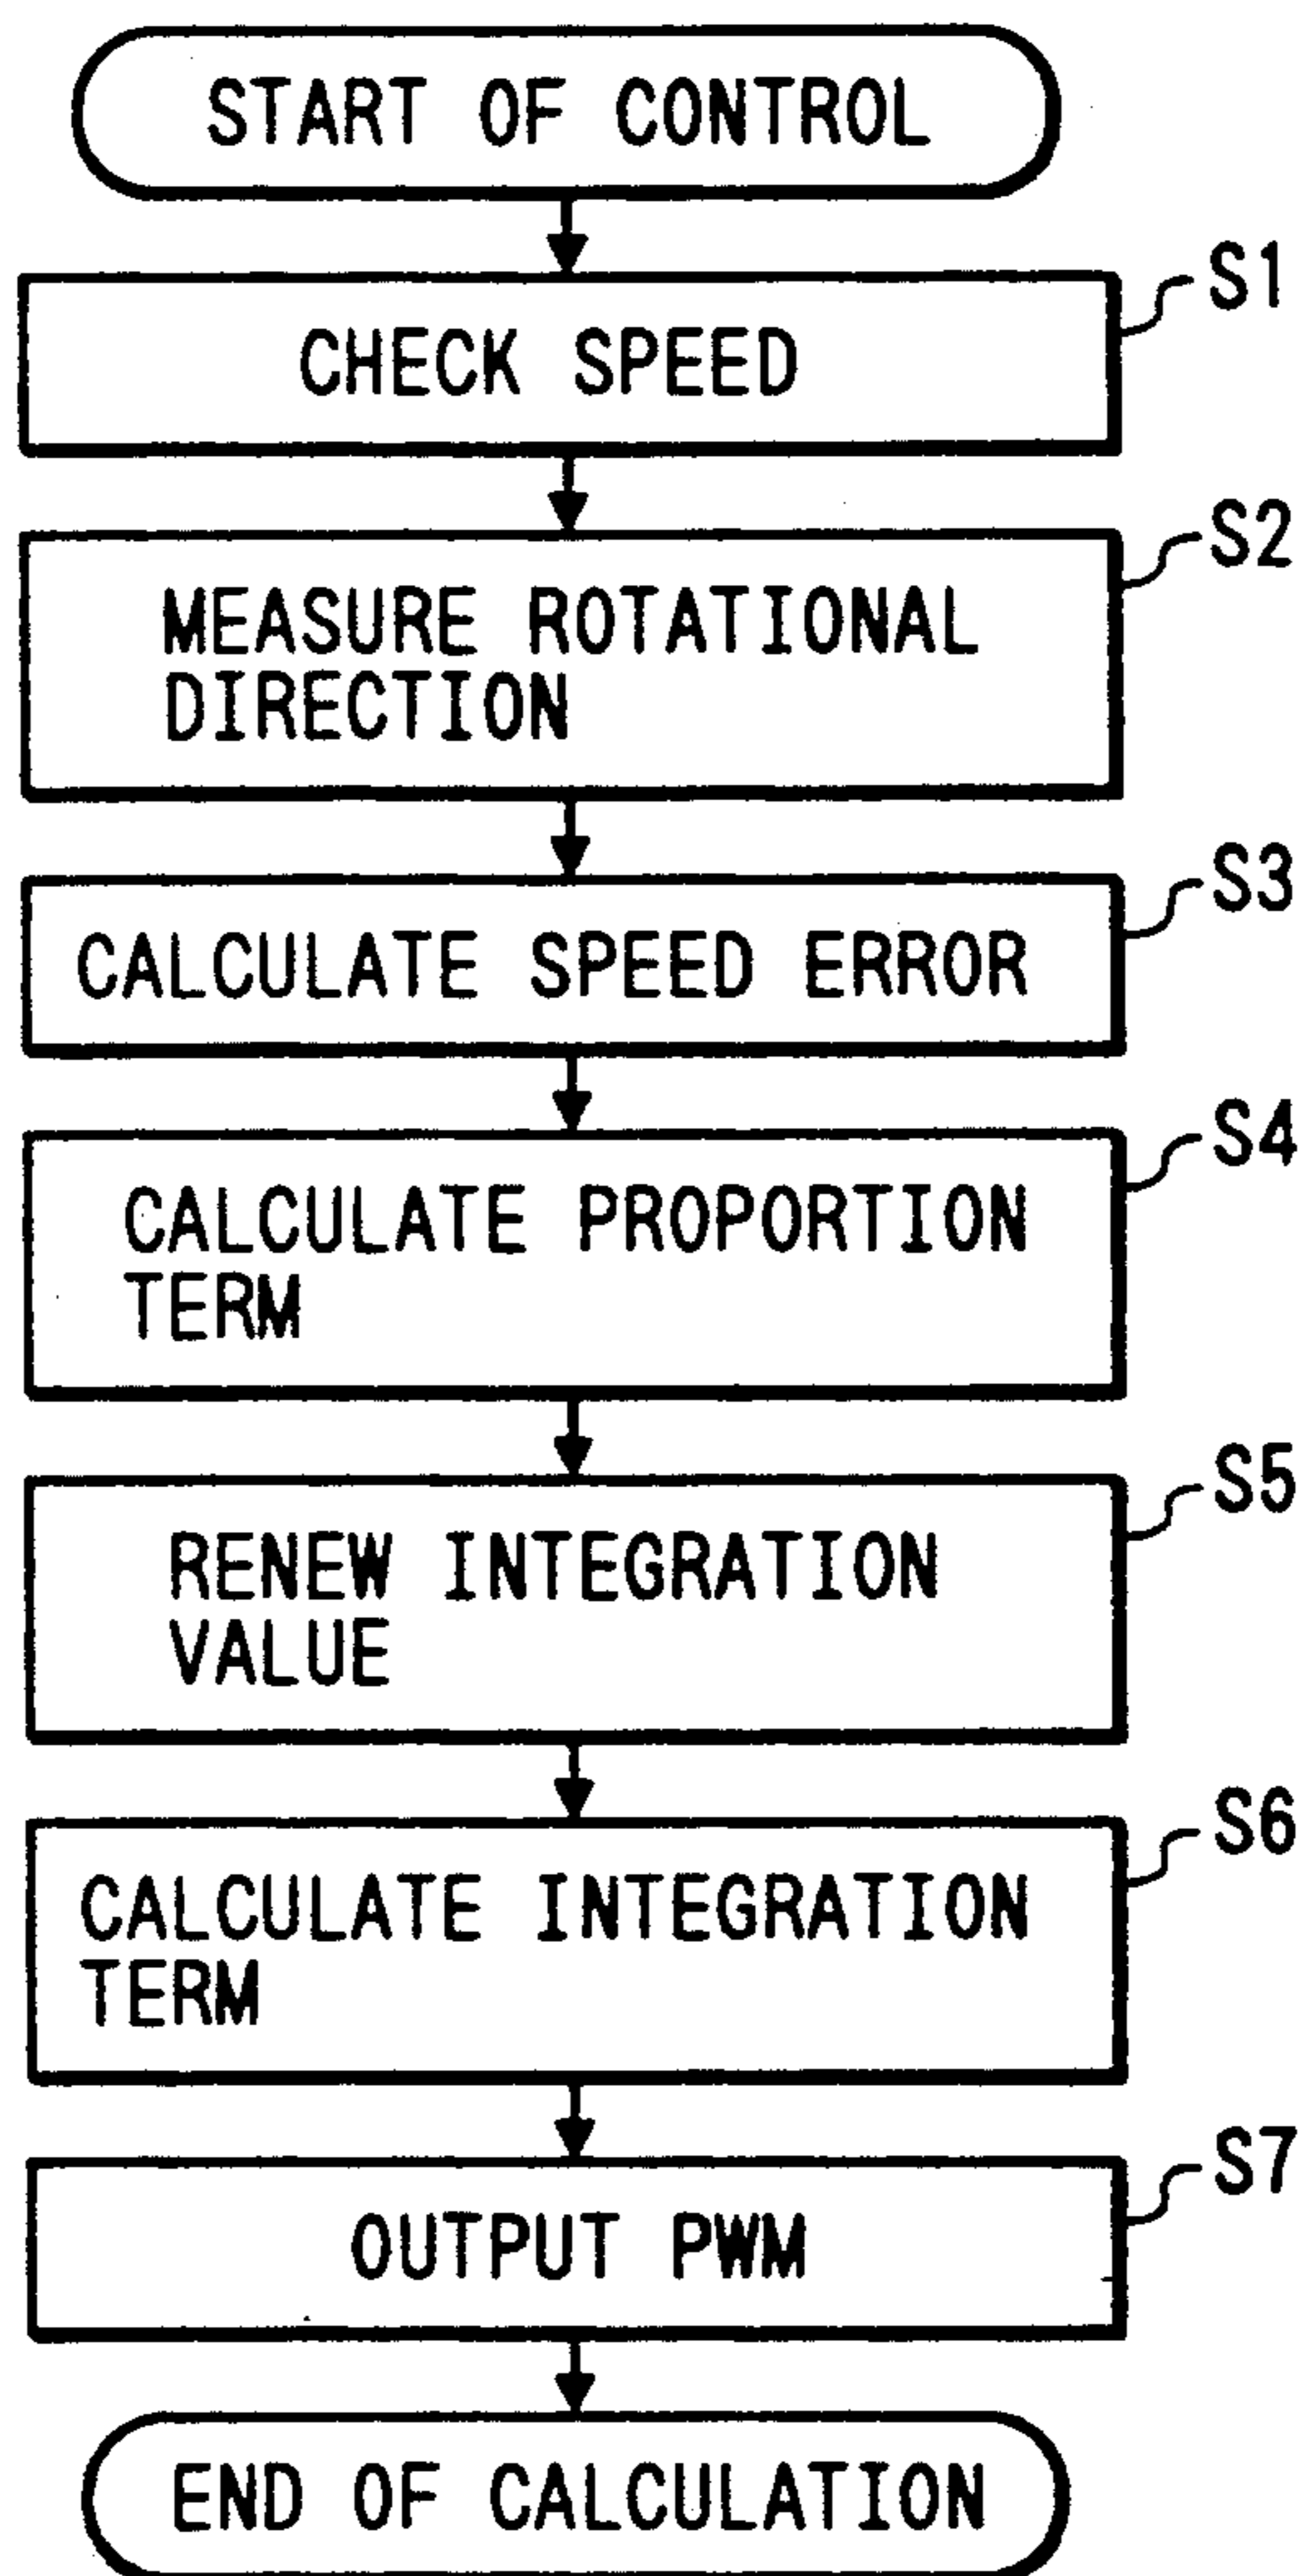 START OF CONTROL
S1
CHECK SPEED
S2
MEASURE ROTATIONAL
DIRECTION
S3
CALCULATE SPEED ERROR
S4
CALCULATE PROPORTION
TERM
S5
RENEW INTEGRATION
VALUE
S6
CALCULATE INTEGRATION
TERM
S7
OUTPUT PWM
END OF CALCULATION